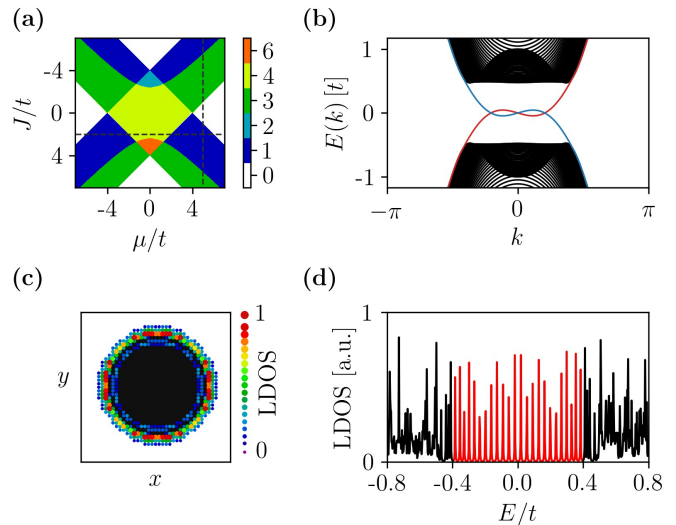 (a)
-4
0
4
J/t
-4 0 4
μ/t
6
5
4
3
2
1
0
(b)
1
0
-1
E(k) [t]
−π 0 π
k
(c)
y
x
1
0
LDOS
(d)
1
0
LDOS [a.u.]
-0.8 -0.4 0.0 0.4 0.8
E/t